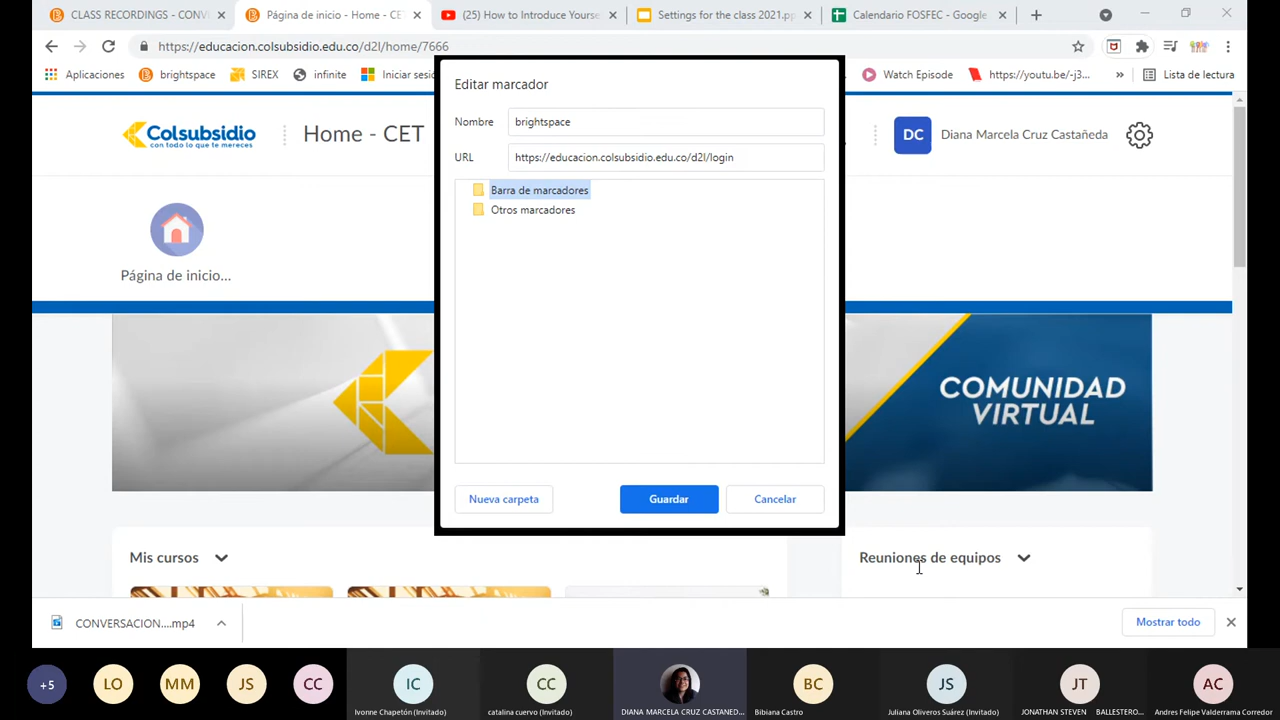 CLASS RECORDINGS - CONV
Página de inicio - Home - CET
(25) How to Introduce Yourse
Settings for the class 2021.pp
Calendario FOSFEC - Google
https://educacion.colsubsidio.edu.co/d2l/home/7666
Aplicaciones
brightspace
SIREX
infinite
Iniciar sesió
Watch Episode
https://youtu.be/-j3...
»
Lista de lectura
Editar marcador
Nombre
brightspace
URL
https://educacion.colsubsidio.edu.co/d2l/login
Barra de marcadores
Otros marcadores
Nueva carpeta
Guardar
Cancelar
Colsubsidio
con todo lo que te mereces
Home - CET
DC
Diana Marcela Cruz Castañeda
Página de inicio...
COMUNIDAD
VIRTUAL
Mis cursos
Reuniones de equipos
CONVERSACION....mp4
Mostrar todo
+5
LO
MM
JS
CC
IC
Ivonne Chapetón (Invitado)
CC
catalina cuervo (Invitado)
DIANA MARCELA CRUZ CASTANED...
BC
Bibiana Castro
JS
Juliana Oliveros Suárez (Invitado)
JT
JONATHAN STEVEN BALLESTERO...
AC
Andres Felipe Valderrama Corredor